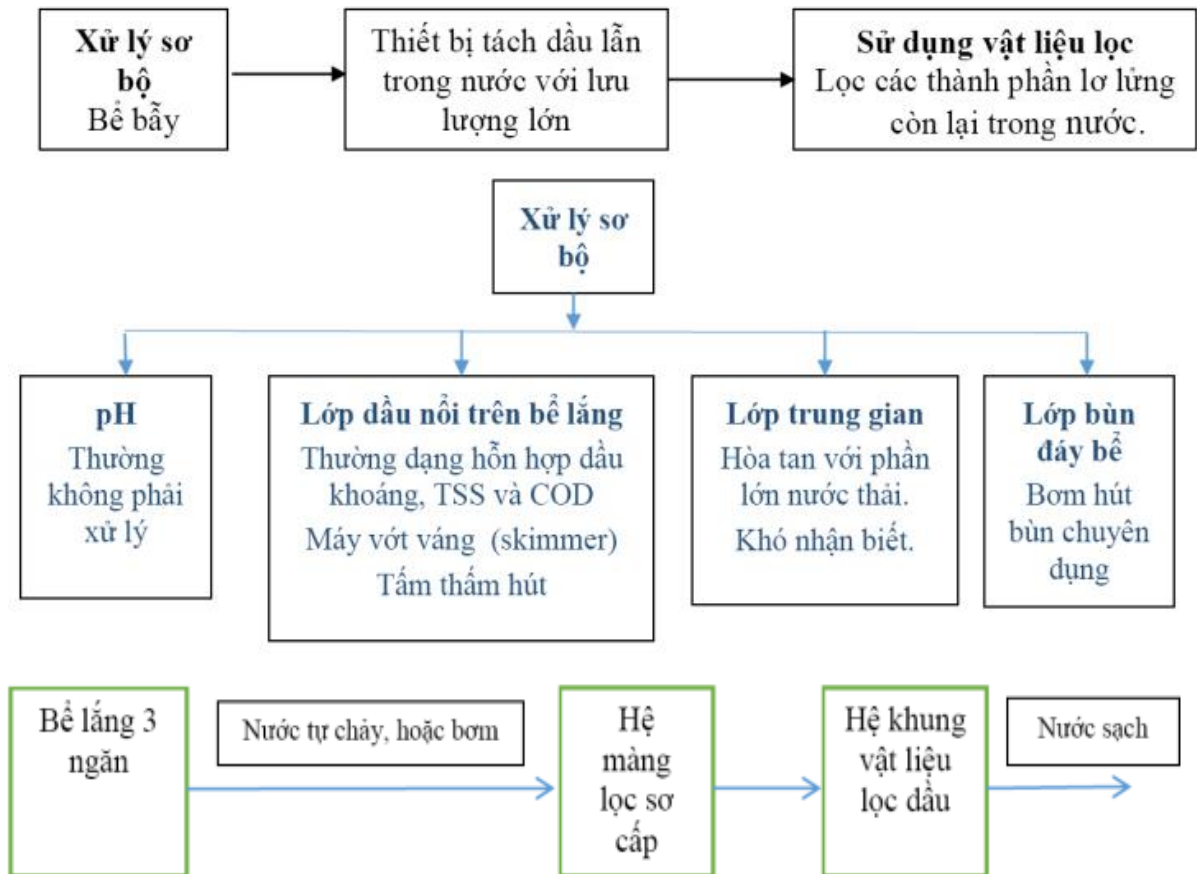 Xử lý sơ
bộ
Bể bẫy
Thiết bị tách dầu lẫn
trong nước với lưu
lượng lớn
Sử dụng vật liệu lọc
Lọc các thành phần lơ lửng
còn lại trong nước.
Xử lý sơ
bộ
pH
Thường
không phải
xử lý
Lớp dầu nổi trên bể lắng
Thường dạng hỗn hợp dầu
khoáng, TSS và COD
Máy vớt váng (skimmer)
Tấm thấm hút
Lớp trung gian
Hòa tan với phần
lớn nước thải.
Khó nhận biết.
Lớp bùn
đáy bể
Bơm hút
bùn chuyên
dụng
Bể lắng 3
ngăn
Nước tự chảy, hoặc bơm
Hệ
màng
lọc sơ
cấp
Hệ khung
vật liệu
lọc dầu
Nước sạch